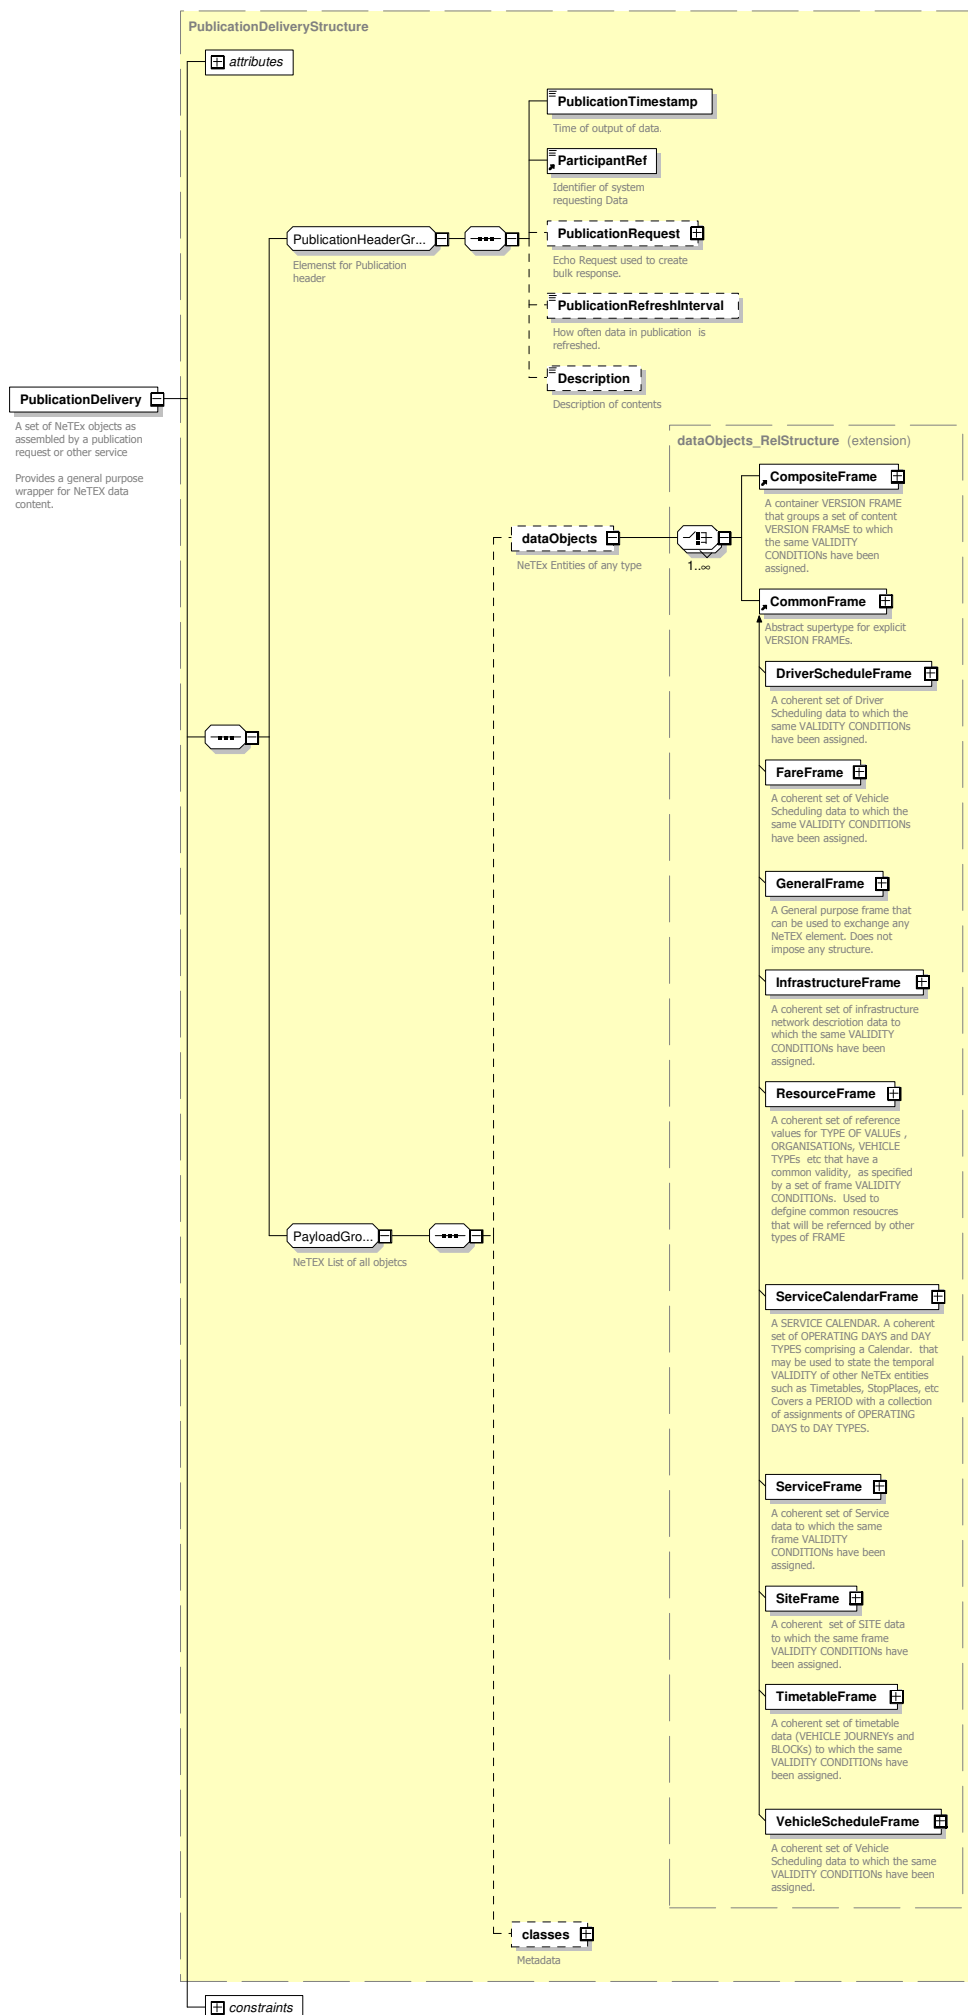 PublicationDeliveryStructure
attributes
PublicationTimestamp
Time of output of data.
ParticipantRef
Identifier of system
requesting Data
PublicationHeaderGr...
Elemenst for Publication
header
PublicationRequest
Echo Request used to create
bulk response.
PublicationRefreshInterval
How often data in publication is
refreshed.
Description
Description of contents
PublicationDelivery
A set of NeTEx objects as
assembled by a publication
request or other service
Provides a general purpose
wrapper for NeTEX data
content.
dataObjects_RelStructure (extension)
CompositeFrame
A container VERSION FRAME
that groups a set of content
VERSION FRAMsE to which
the same VALIDITY
CONDITIONs have been
assigned.
dataObjects
NeTEx Entities of any type
1..∞
CommonFrame
Abstract supertype for explicit
VERSION FRAMEs.
DriverScheduleFrame
A coherent set of Driver
Scheduling data to which the
same VALIDITY CONDITIONs
have been assigned.
FareFrame
A coherent set of Vehicle
Scheduling data to which the
same VALIDITY CONDITIONs
have been assigned.
GeneralFrame
A General purpose frame that
can be used to exchange any
NeTEX element. Does not
impose any structure.
InfrastructureFrame
A coherent set of infrastructure
network descriotion data to
which the same VALIDITY
CONDITIONs have been
assigned.
ResourceFrame
A coherent set of reference
values for TYPE OF VALUEs ,
ORGANISATIONs, VEHICLE
TYPEs etc that have a
common validity, as specified
by a set of frame VALIDITY
CONDITIONs. Used to
defgine common resoucres
that will be refernced by other
types of FRAME
PayloadGro...
NeTEX List of all objetcs
ServiceCalendarFrame
A SERVICE CALENDAR. A coherent
set of OPERATING DAYS and DAY
TYPES comprising a Calendar. that
may be used to state the temporal
VALIDITY of other NeTEx entities
such as Timetables, StopPlaces, etc
Covers a PERIOD with a collection
of assignments of OPERATING
DAYS to DAY TYPES.
ServiceFrame
A coherent set of Service
data to which the same
frame VALIDITY
CONDITIONs have been
assigned.
SiteFrame
A coherent set of SITE data
to which the same frame
VALIDITY CONDITIONs have
been assigned.
TimetableFrame
A coherent set of timetable
data (VEHICLE JOURNEYs and
BLOCKs) to which the same
VALIDITY CONDITIONs have
been assigned.
VehicleScheduleFrame
A coherent set of Vehicle
Scheduling data to which the same
VALIDITY CONDITIONs have been
assigned.
classes
Metadata
constraints